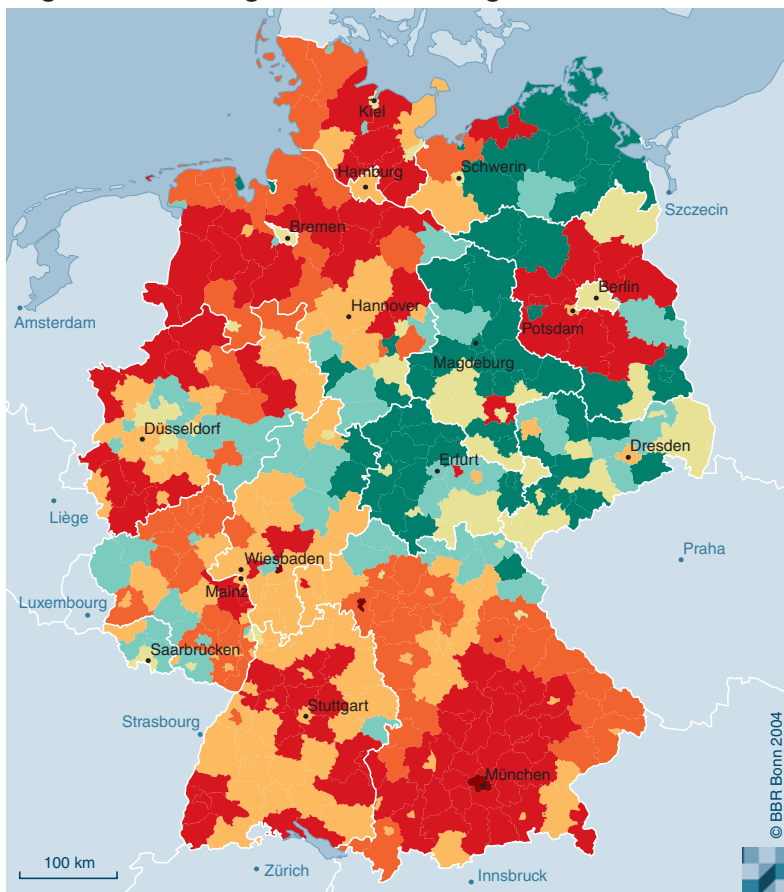 Kiel
Hamburg
Schwerin
Szczecin
Bremen
Berlin
Hannover
Amsterdam
Potsdam
Magdeburg
Düsseldorf
Dresden
Erfurt
Liège
Praha
Wiesbaden
Mainz
Luxembourg
Saarbrücken
Stuttgart
Strasbourg
München
© BBR Bonn 2004
100 km
Zürich
Innsbruck